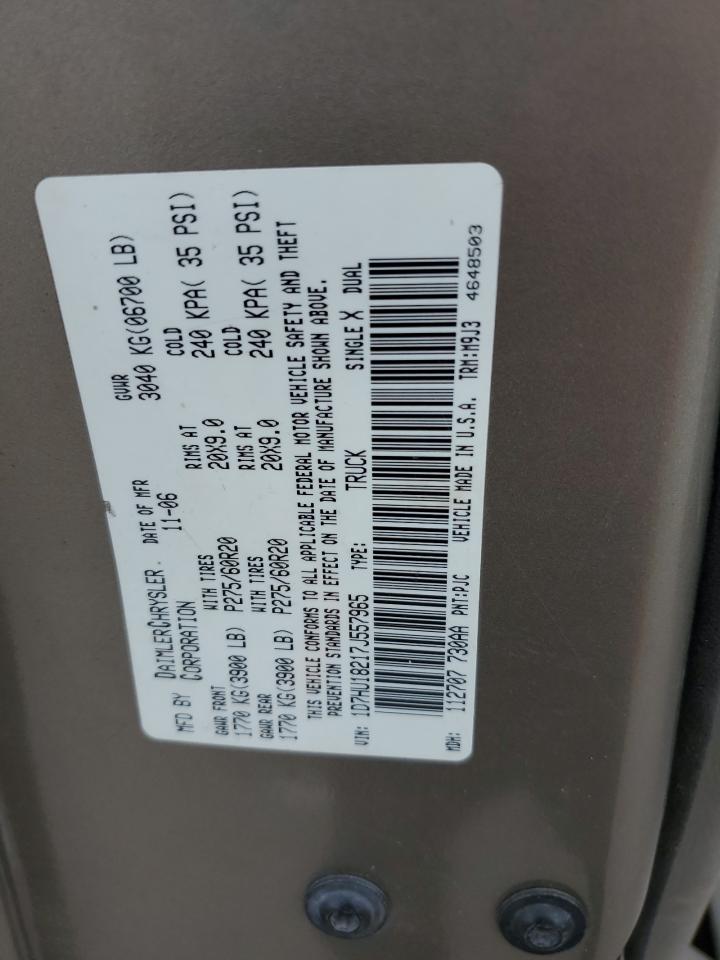 MFD BY DAIMLERCHRYSLER CORPORATION
DATE OF MFR 11-06
GVWR 3040 KG(06700 LB)
GAWR FRONT WITH TIRES RIMS AT COLD
1770 KG(3900 LB) P275/60R20 20X9.0 240 KPA( 35 PSI)
GAWR REAR WITH TIRES RIMS AT COLD
1770 KG(3900 LB) P275/60R20 20X9.0 240 KPA( 35 PSI)
THIS VEHICLE CONFORMS TO ALL APPLICABLE FEDERAL MOTOR VEHICLE SAFETY AND THEFT
PREVENTION STANDARDS IN EFFECT ON THE DATE OF MANUFACTURE SHOWN ABOVE.
VIN: 1D7HU18217J557965 TYPE: TRUCK SINGLE X DUAL
MDH: 112707 730AA PNT:PJC VEHICLE MADE IN U.S.A. TRM:M9J3 4648503